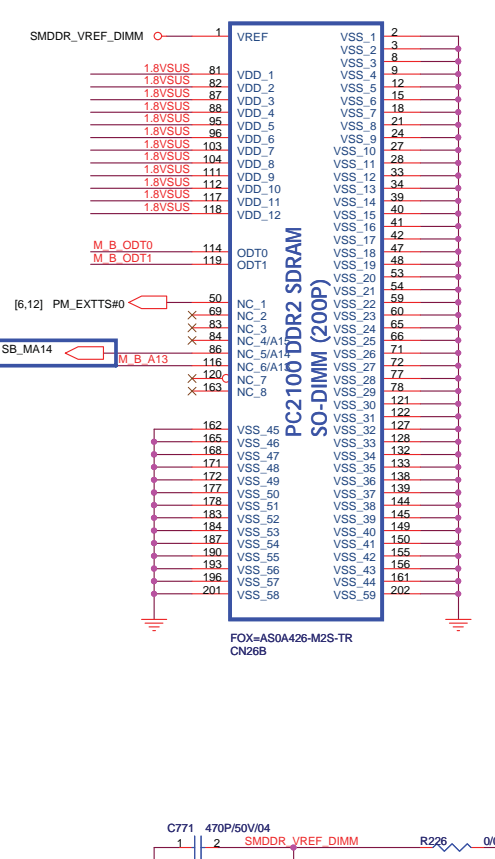 SMDDR_VREF_DIMM 1 VREF VSS_1 2
VSS_2 3
VSS_3 8
1.8VSUS 81 VDD_1 VSS_4 9
1.8VSUS 82 VDD_2 VSS_5 12
1.8VSUS 87 VDD_3 VSS_6 15
1.8VSUS 88 VDD_4 VSS_7 18
1.8VSUS 95 VDD_5 VSS_8 21
1.8VSUS 96 VDD_6 VSS_9 24
1.8VSUS 103 VDD_7 VSS_10 27
1.8VSUS 104 VDD_8 VSS_11 28
1.8VSUS 111 VDD_9 VSS_12 33
1.8VSUS 112 VDD_10 VSS_13 34
1.8VSUS 117 VDD_11 VSS_14 39
1.8VSUS 118 VDD_12 VSS_15 40
VSS_16 41
VSS_17 42
M_B_ODT0 114 ODT0 VSS_18 47
M_B_ODT1 119 ODT1 VSS_19 48
VSS_20 53
VSS_21 54
[6,12] PM_EXTTS#0 50 NC_1 VSS_22 59
69 NC_2 VSS_23 60
83 NC_3 VSS_24 65
84 NC_4/A15 VSS_25 66
SB_MA14 86 NC_5/A14 VSS_26 71
M_B_A13 116 NC_6/A13 VSS_27 72
120 NC_7 VSS_28 77
163 NC_8 VSS_29 78
VSS_30 121
VSS_31 122
162 VSS_45 VSS_32 127
165 VSS_46 VSS_33 128
168 VSS_47 VSS_34 132
171 VSS_48 VSS_35 133
172 VSS_49 VSS_36 138
177 VSS_50 VSS_37 139
178 VSS_51 VSS_38 144
183 VSS_52 VSS_39 145
184 VSS_53 VSS_40 149
187 VSS_54 VSS_41 150
190 VSS_55 VSS_42 155
193 VSS_56 VSS_43 156
196 VSS_57 VSS_44 161
201 VSS_58 VSS_59 202
PC2100 DDR2 SDRAM
SO-DIMM (200P)
FOX=AS0A426-M2S-TR
CN26B
C771 470P/50V/04
1 2 SMDDR_VREF_DIMM R226